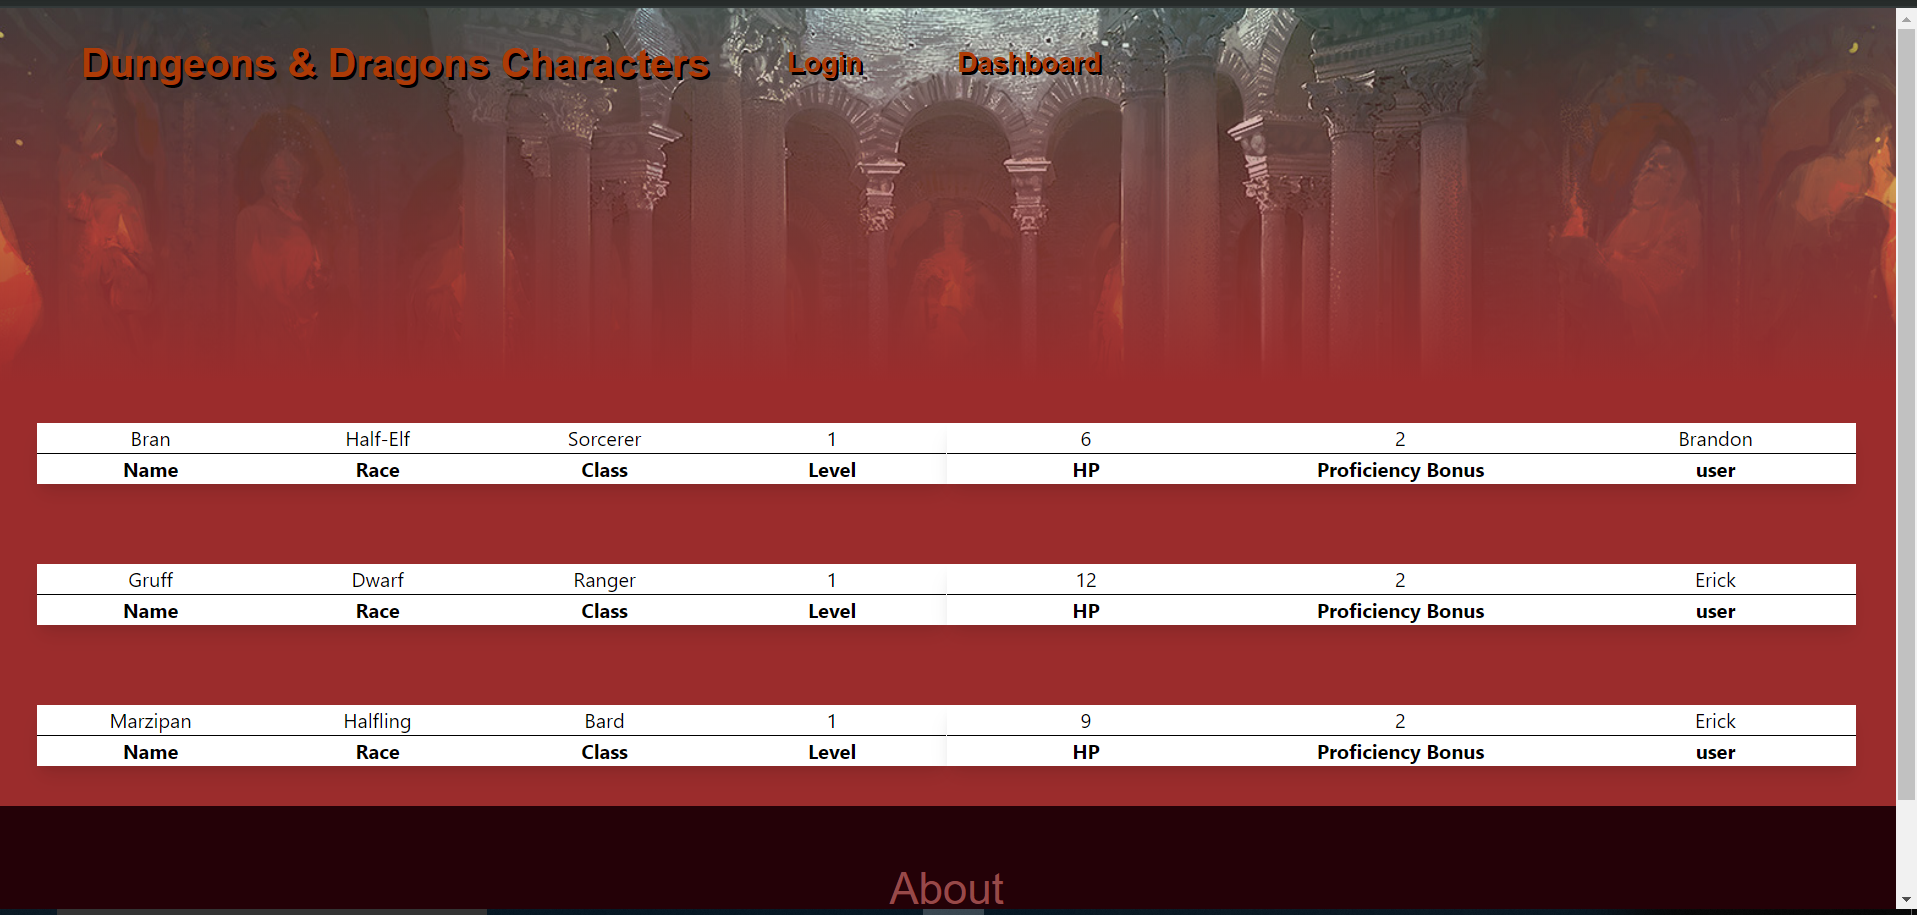 Dungeons & Dragons Characters Login Dashboard
Bran Half-Elf Sorcerer 1 6 2 Brandon
Name Race Class Level HP Proficiency Bonus user
Gruff Dwarf Ranger 1 12 2 Erick
Name Race Class Level HP Proficiency Bonus user
Marzipan Halfling Bard 1 9 2 Erick
Name Race Class Level HP Proficiency Bonus user
About